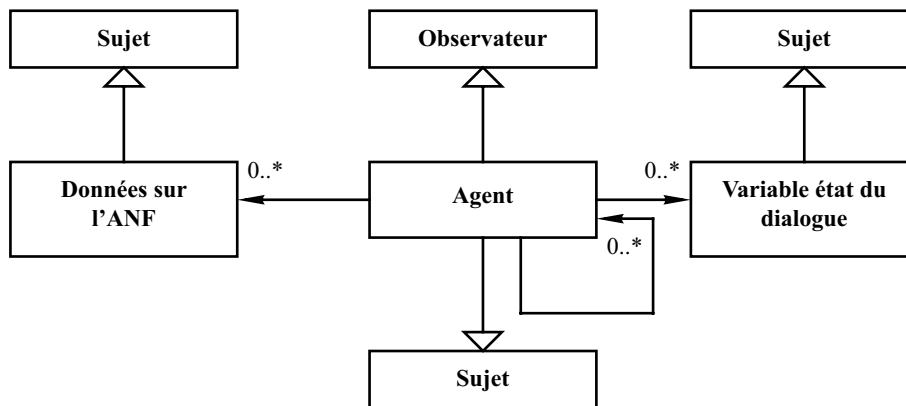 Sujet
Observateur
Sujet
Données sur
l'ANF
0..*
Agent
0..*
Variable état du
dialogue
0..*
Sujet